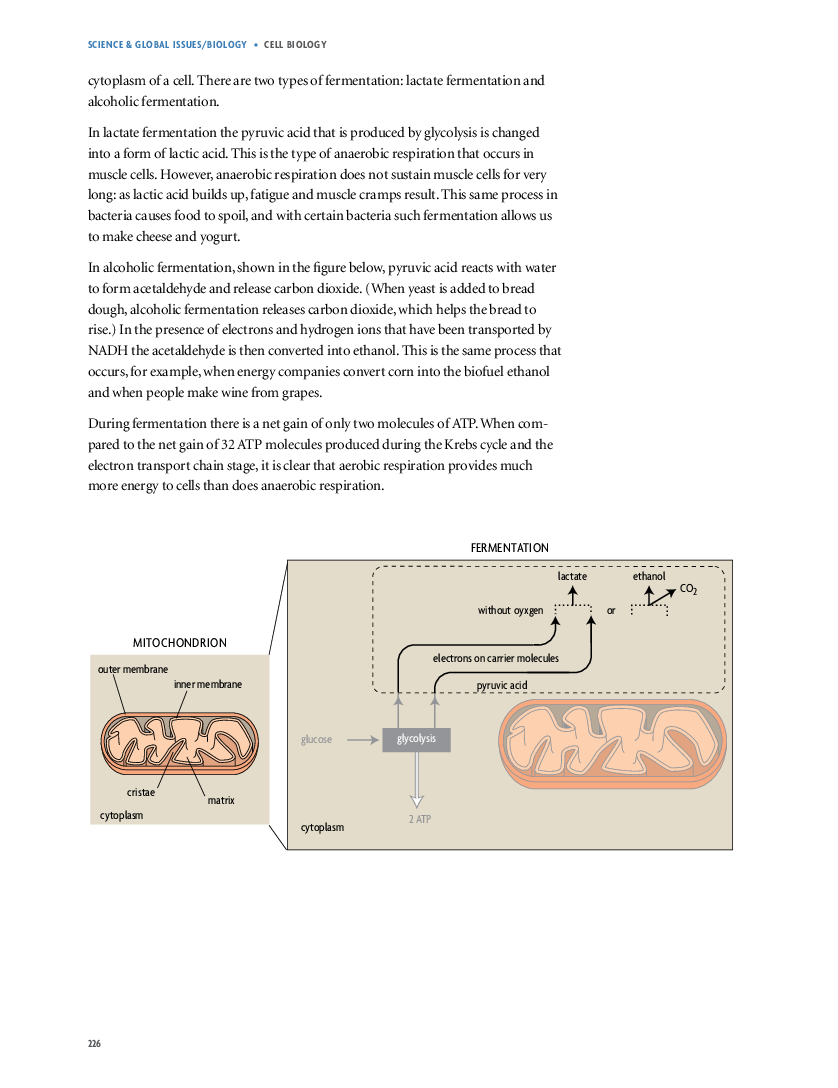 SCIENCE & GLOBAL ISSUES/BIOLOGY • CELL BIOLOGY
cytoplasm of a cell. There are two types of fermentation: lactate fermentation and
alcoholic fermentation.
In lactate fermentation the pyruvic acid that is produced by glycolysis is changed
into a form of lactic acid. This is the type of anaerobic respiration that occurs in
muscle cells. However, anaerobic respiration does not sustain muscle cells for very
long: as lactic acid builds up, fatigue and muscle cramps result. This same process in
bacteria causes food to spoil, and with certain bacteria such fermentation allows us
to make cheese and yogurt.
In alcoholic fermentation, shown in the figure below, pyruvic acid reacts with water
to form acetaldehyde and release carbon dioxide. (When yeast is added to bread
dough, alcoholic fermentation releases carbon dioxide, which helps the bread to
rise.) In the presence of electrons and hydrogen ions that have been transported by
NADH the acetaldehyde is then converted into ethanol. This is the same process that
occurs, for example, when energy companies convert corn into the biofuel ethanol
and when people make wine from grapes.
During fermentation there is a net gain of only two molecules of ATP. When com-
pared to the net gain of 32 ATP molecules produced during the Krebs cycle and the
electron transport chain stage, it is clear that aerobic respiration provides much
more energy to cells than does anaerobic respiration.
FERMENTATION
lactate
ethanol
CO2
without oyxgen
or
electrons on carrier molecules
pyruvic acid
MITOCHONDRION
outer membrane
inner membrane
cristae
matrix
cytoplasm
glucose
glycolysis
2 ATP
cytoplasm
226